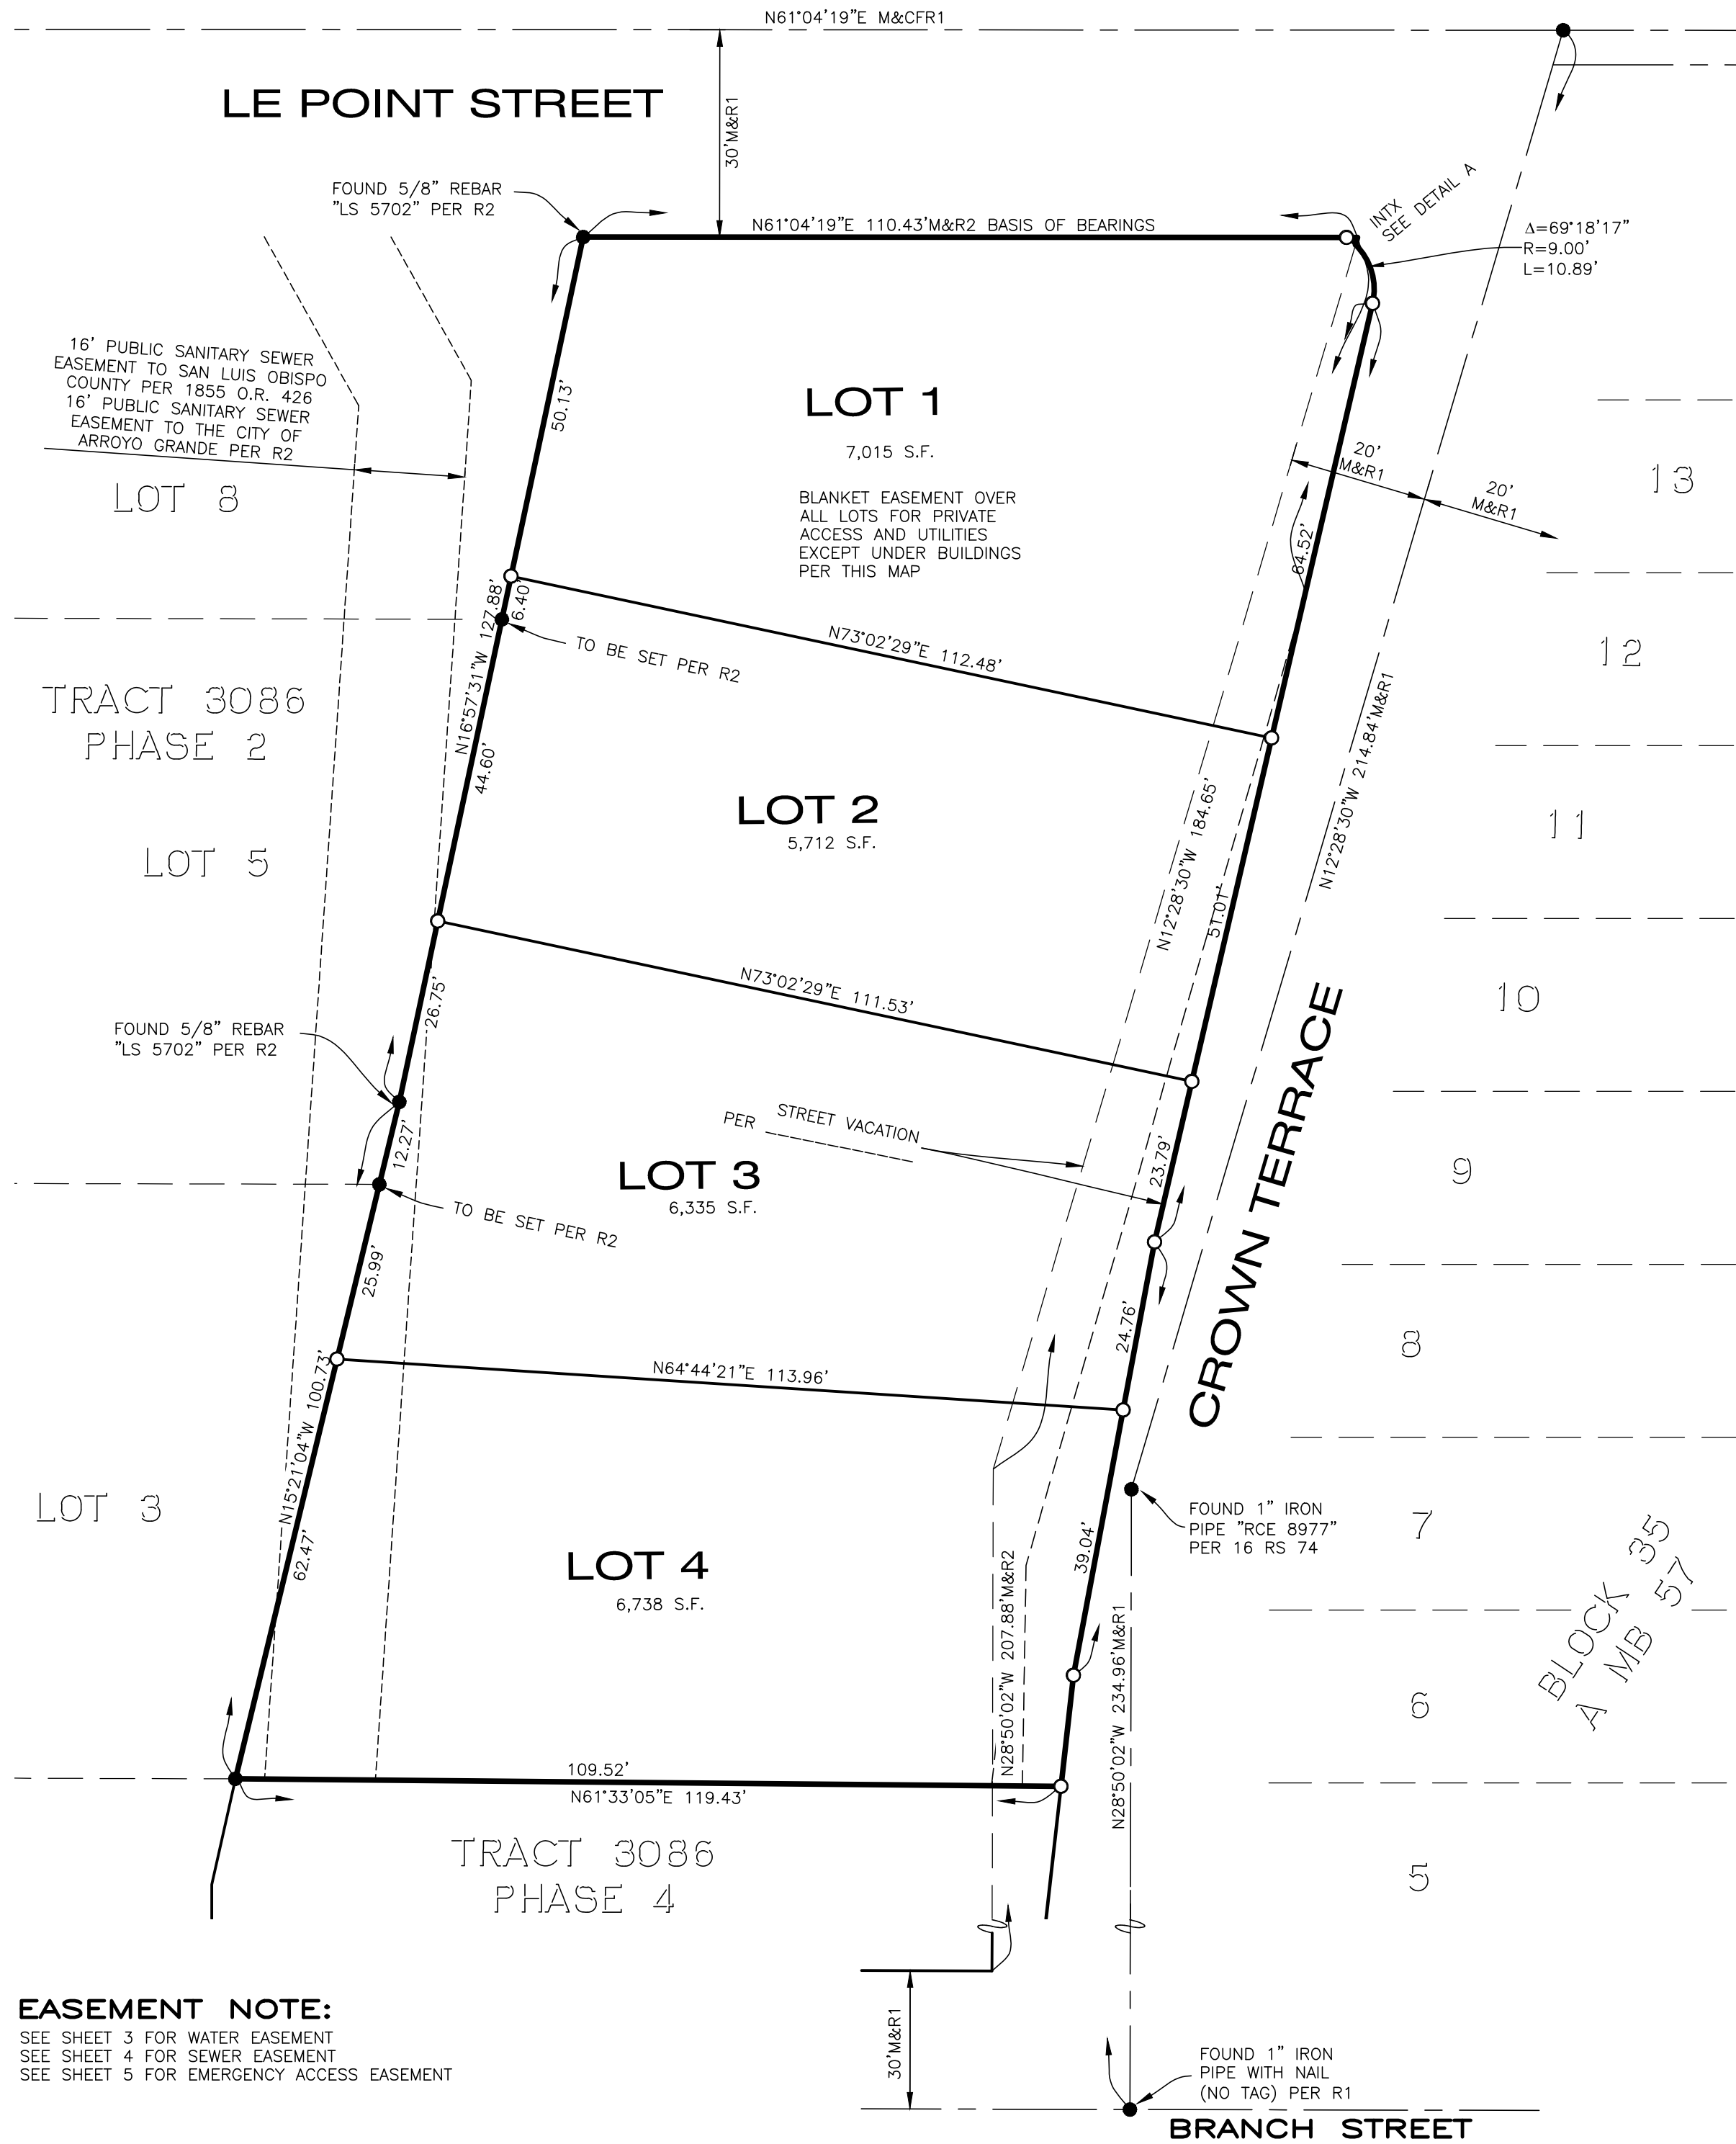 N61°04'19"E M&CFR1
LE POINT STREET
30'M&R1
FOUND 5/8" REBAR
"LS 5702" PER R2
N61°04'19"E 110.43'M&R2 BASIS OF BEARINGS
INTX
SEE DETAIL A
Δ=69°18'17"
R=9.00'
L=10.89'
16' PUBLIC SANITARY SEWER
EASEMENT TO SAN LUIS OBISPO
COUNTY PER 1855 O.R. 426
16' PUBLIC SANITARY SEWER
EASEMENT TO THE CITY OF
ARROYO GRANDE PER R2
50.13'
LOT 1
7,015 S.F.
BLANKET EASEMENT OVER
ALL LOTS FOR PRIVATE
ACCESS AND UTILITIES
EXCEPT UNDER BUILDINGS
PER THIS MAP
20'
M&R1
20'
M&R1
13
LOT 8
64.52'
N16°57'31"W 127.88'
6.40'
TO BE SET PER R2
N73°02'29"E 112.48'
12
TRACT 3086
PHASE 2
44.60'
N12°28'30"W 184.65'
N12°28'30"W 214.84'M&R1
LOT 2
5,712 S.F.
11
LOT 5
51.01'
26.75'
N73°02'29"E 111.53'
10
FOUND 5/8" REBAR
"LS 5702" PER R2
CROWN TERRACE
12.27'
STREET VACATION
PER
23.79'
LOT 3
6,335 S.F.
9
TO BE SET PER R2
25.99'
24.76'
8
N64°44'21"E 113.96'
N15°21'04"W 100.73'
LOT 3
62.47'
FOUND 1" IRON
PIPE "RCE 8977"
PER 16 RS 74
7
39.04'
LOT 4
6,738 S.F.
BLOCK 35
A MB 57
N28°50'02"W 207.88'M&R2
N28°50'02"W 234.96'M&R1
6
109.52'
N61°33'05"E 119.43'
TRACT 3086
PHASE 4
5
EASEMENT NOTE:
SEE SHEET 3 FOR WATER EASEMENT
SEE SHEET 4 FOR SEWER EASEMENT
SEE SHEET 5 FOR EMERGENCY ACCESS EASEMENT
30'M&R1
FOUND 1" IRON
PIPE WITH NAIL
(NO TAG) PER R1
BRANCH STREET